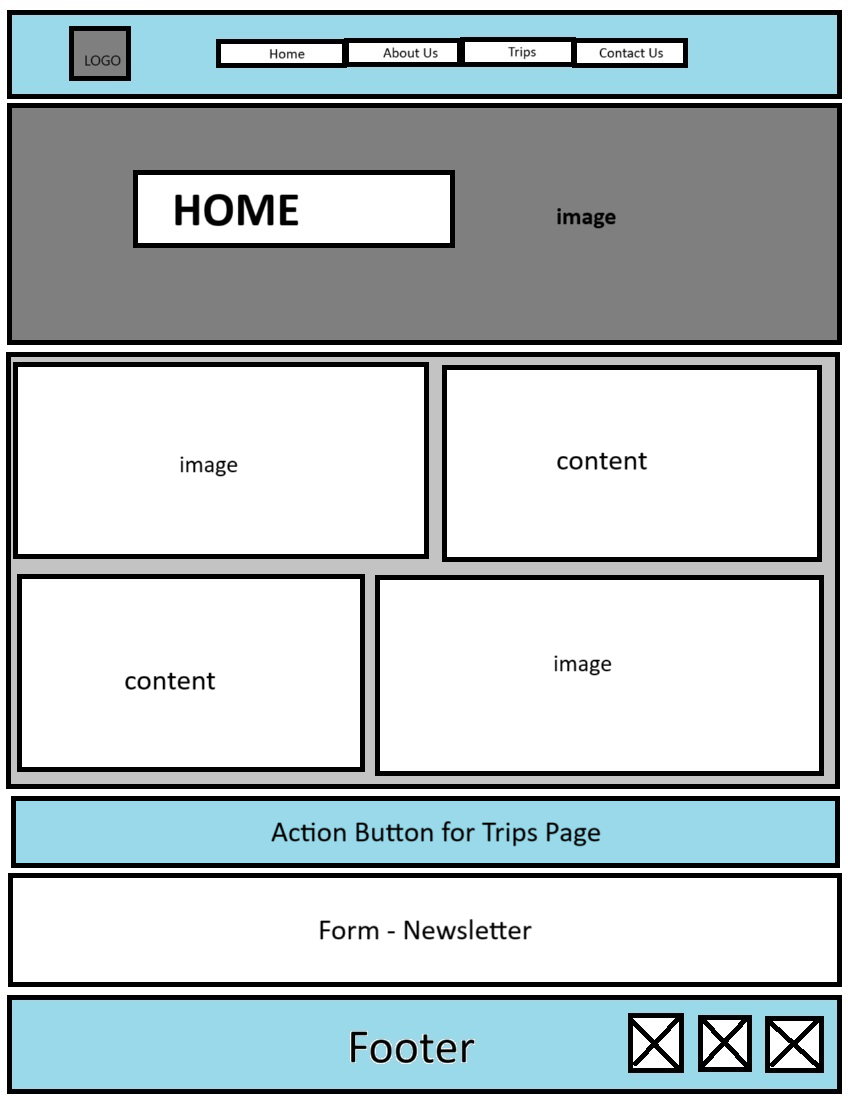 LOGO
Home
About Us
Trips
Contact Us
HOME
image
image
content
content
image
Action Button for Trips Page
Form - Newsletter
Footer